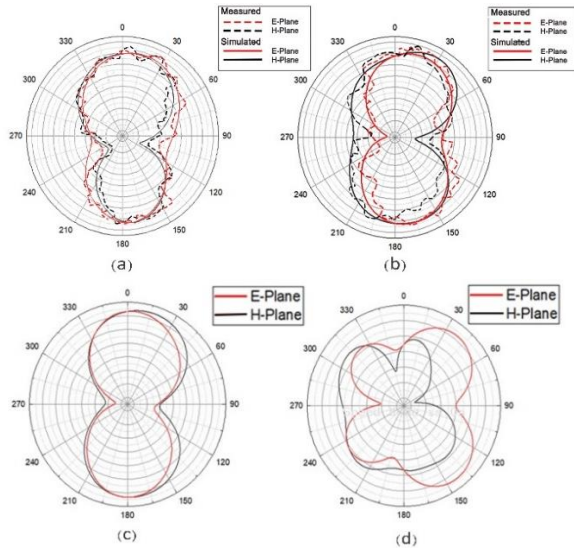 Measured
E-Plane
H-Plane
Simulated
E-Plane
H-Plane
0
30
60
90
120
150
180
210
240
270
300
330
(a)
Measured
E-Plane
H-Plane
Simulated
E-Plane
H-Plane
0
30
60
90
120
150
180
210
240
270
300
330
(b)
E-Plane
H-Plane
0
30
60
90
120
150
180
210
240
270
300
330
(c)
E-Plane
H-Plane
0
30
60
90
120
150
180
210
240
270
300
330
(d)